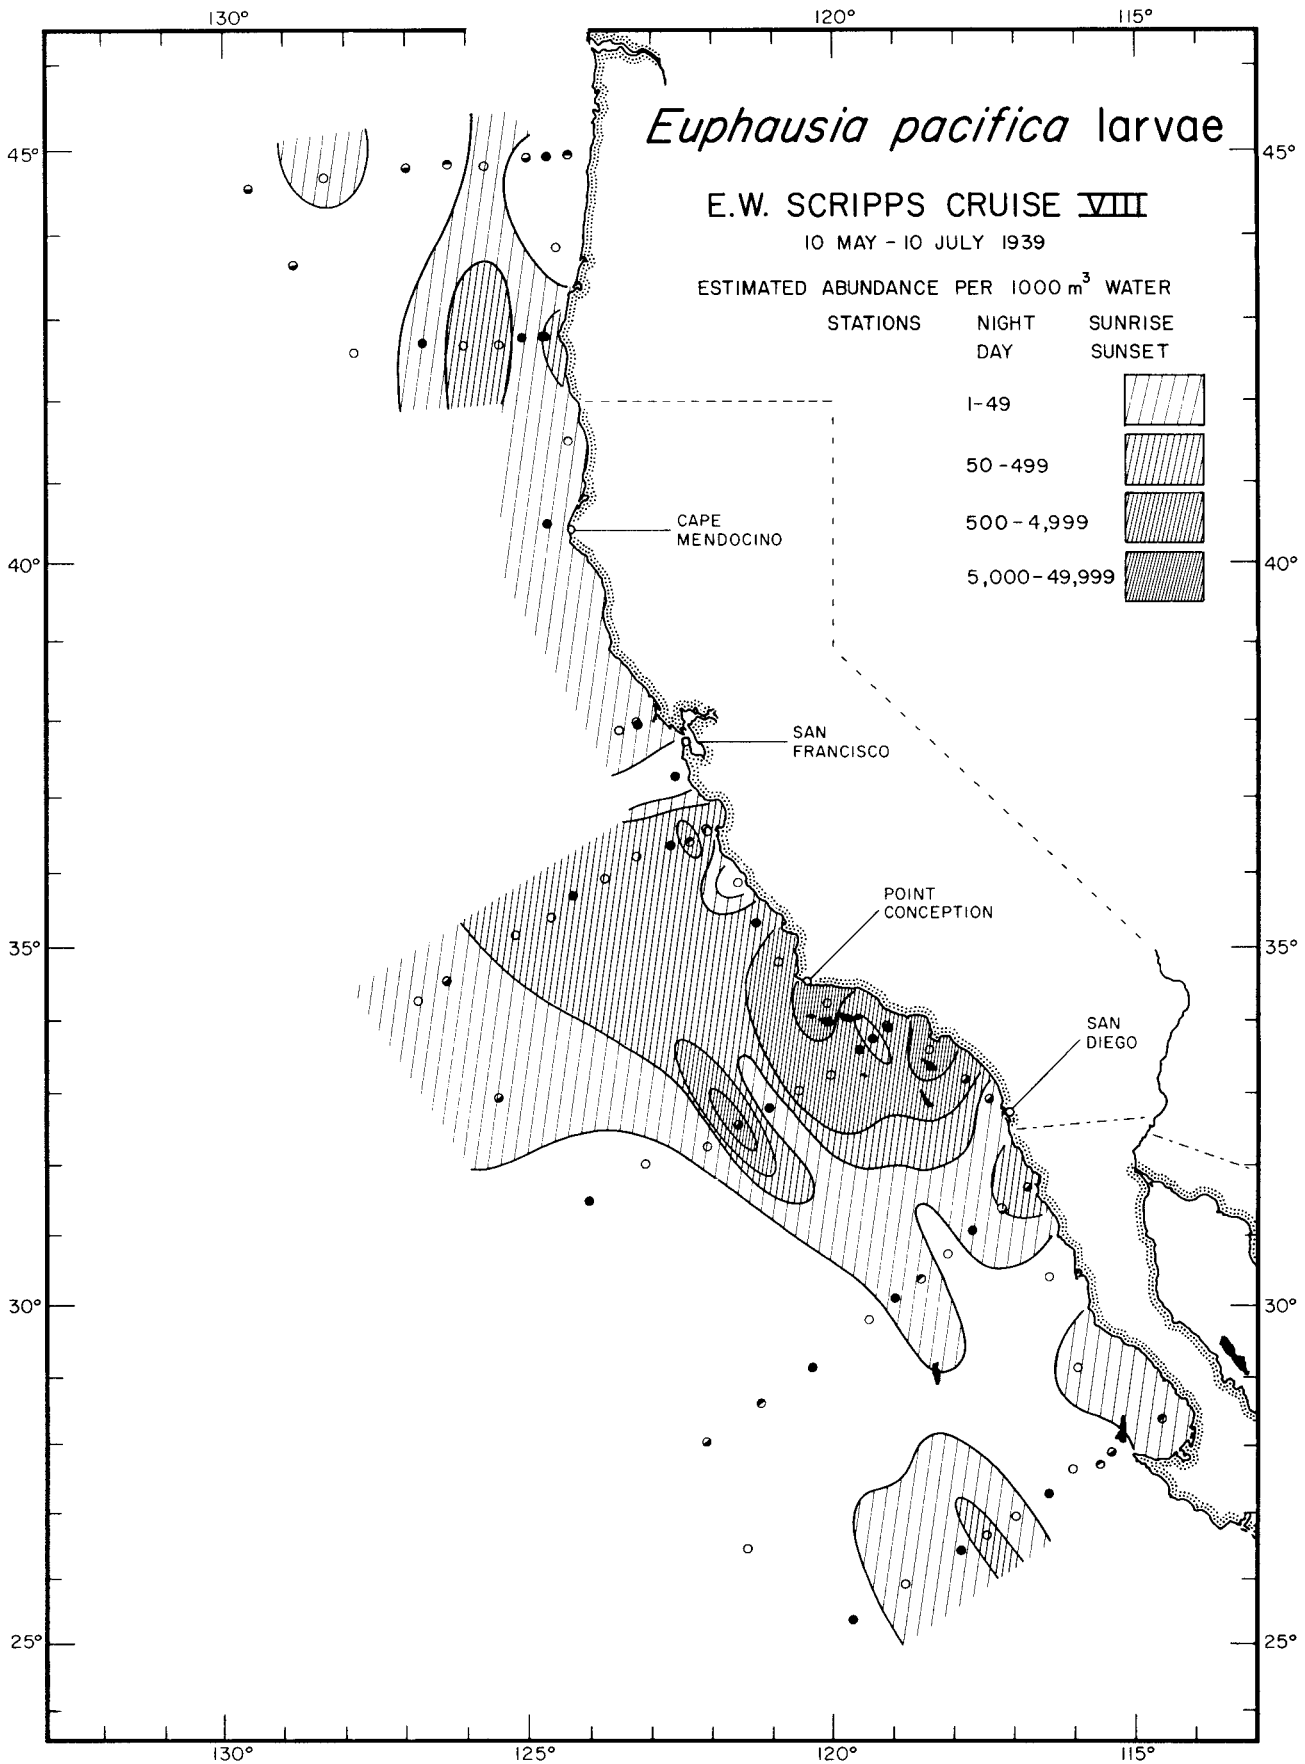 130°
120°
115°
Euphausia pacifica larvae
45°
45°
E.W. SCRIPPS CRUISE VIII
10 MAY - 10 JULY 1939
ESTIMATED ABUNDANCE PER 1000 m³ WATER
STATIONS NIGHT SUNRISE
DAY SUNSET
1-49
50-499
500-4,999
5,000-49,999
CAPE
MENDOCINO
40°
40°
SAN
FRANCISCO
POINT
CONCEPTION
35°
35°
SAN
DIEGO
30°
30°
25°
25°
130°
125°
120°
115°